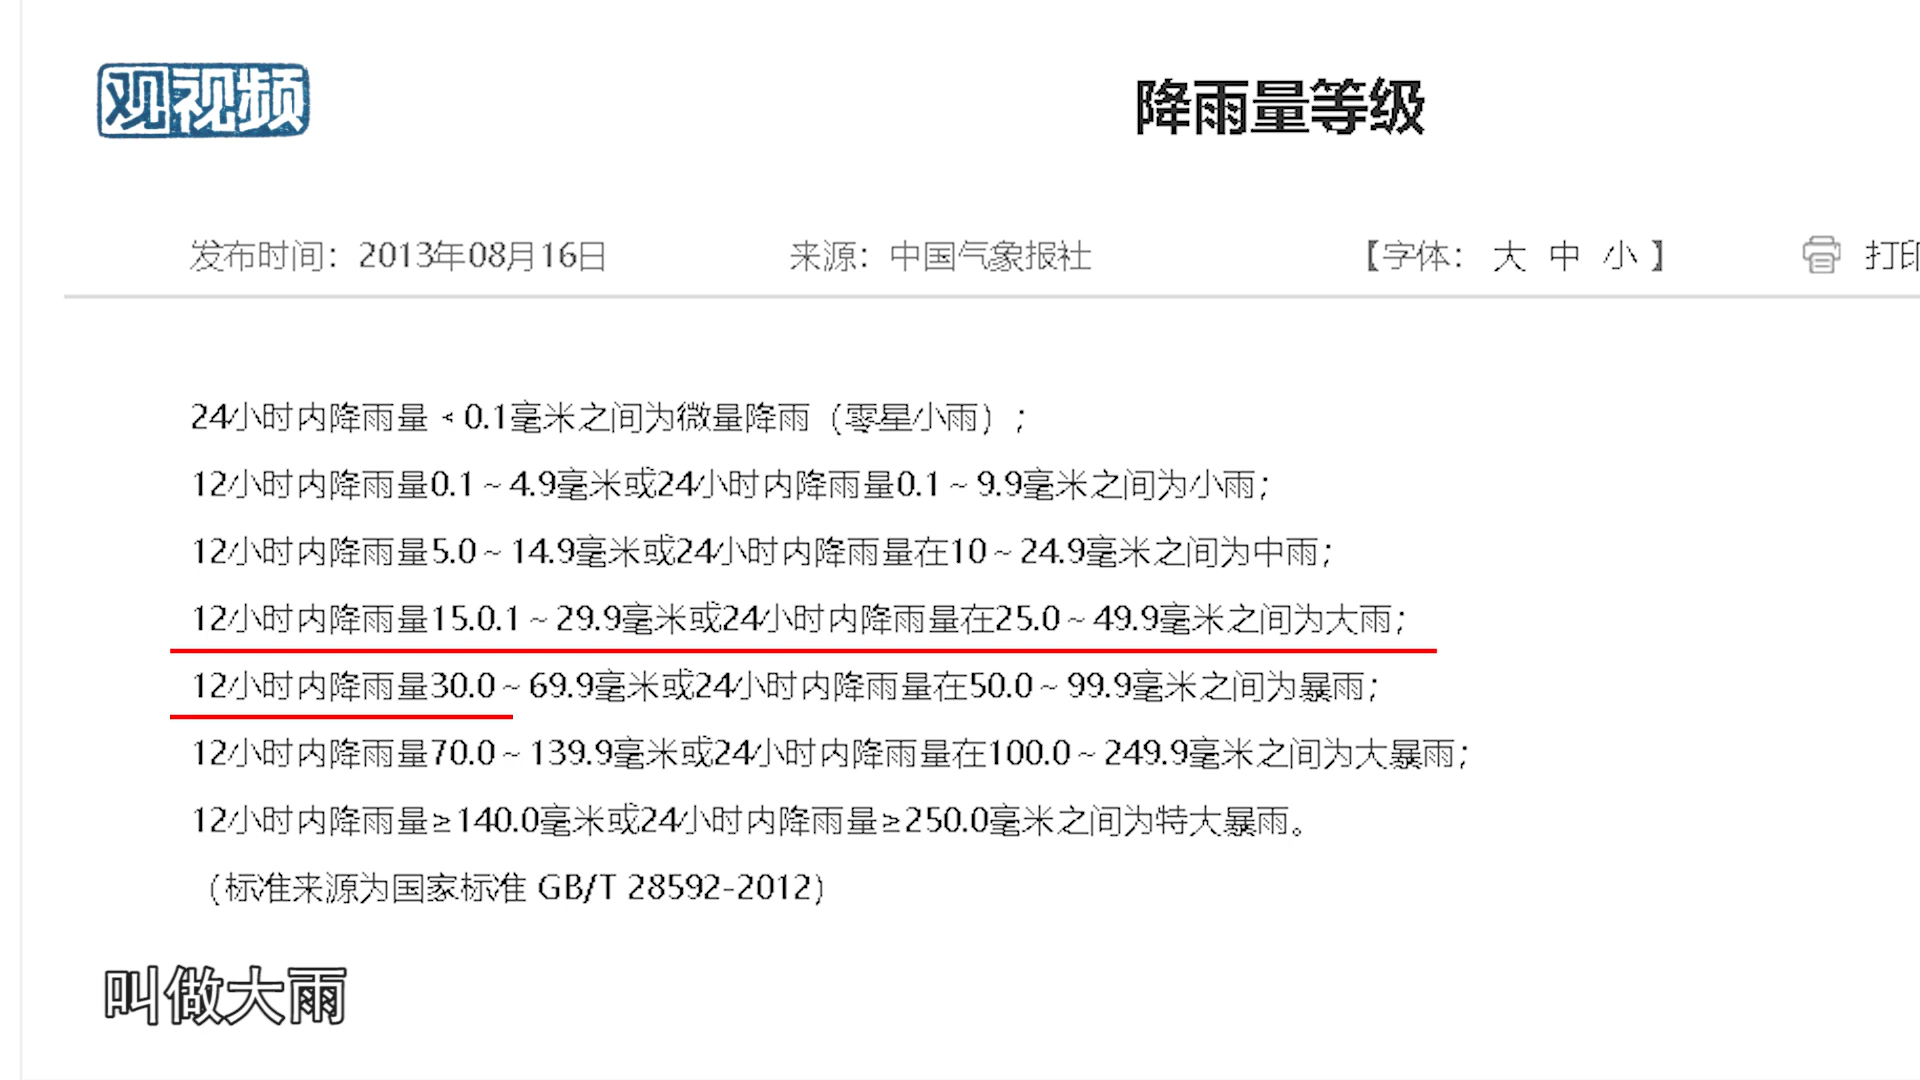 观视频
降雨量等级
发布时间：2013年08月16日 来源：中国气象报社 【字体： 大 中 小 】 打印
24小时内降雨量＜0.1毫米之间为微量降雨（零星小雨）；
12小时内降雨量0.1～4.9毫米或24小时内降雨量0.1～9.9毫米之间为小雨；
12小时内降雨量5.0～14.9毫米或24小时内降雨量在10～24.9毫米之间为中雨；
12小时内降雨量15.0.1～29.9毫米或24小时内降雨量在25.0～49.9毫米之间为大雨；
12小时内降雨量30.0～69.9毫米或24小时内降雨量在50.0～99.9毫米之间为暴雨；
12小时内降雨量70.0～139.9毫米或24小时内降雨量在100.0～249.9毫米之间为大暴雨；
12小时内降雨量≥140.0毫米或24小时内降雨量≥250.0毫米之间为特大暴雨。
（标准来源为国家标准 GB/T 28592-2012）
叫做大雨